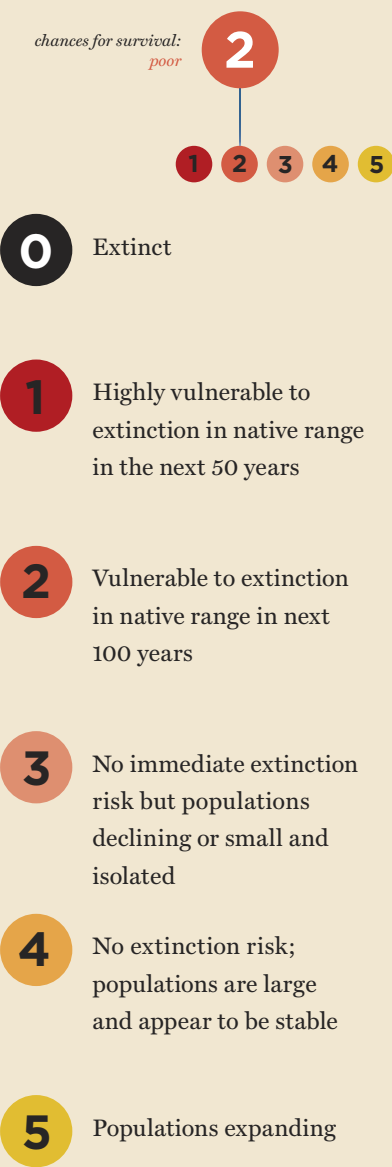 chances for survival:
poor
2
1 2 3 4 5
0 Extinct
1 Highly vulnerable to
extinction in native range
in the next 50 years
2 Vulnerable to extinction
in native range in next
100 years
3 No immediate extinction
risk but populations
declining or small and
isolated
4 No extinction risk;
populations are large
and appear to be stable
5 Populations expanding